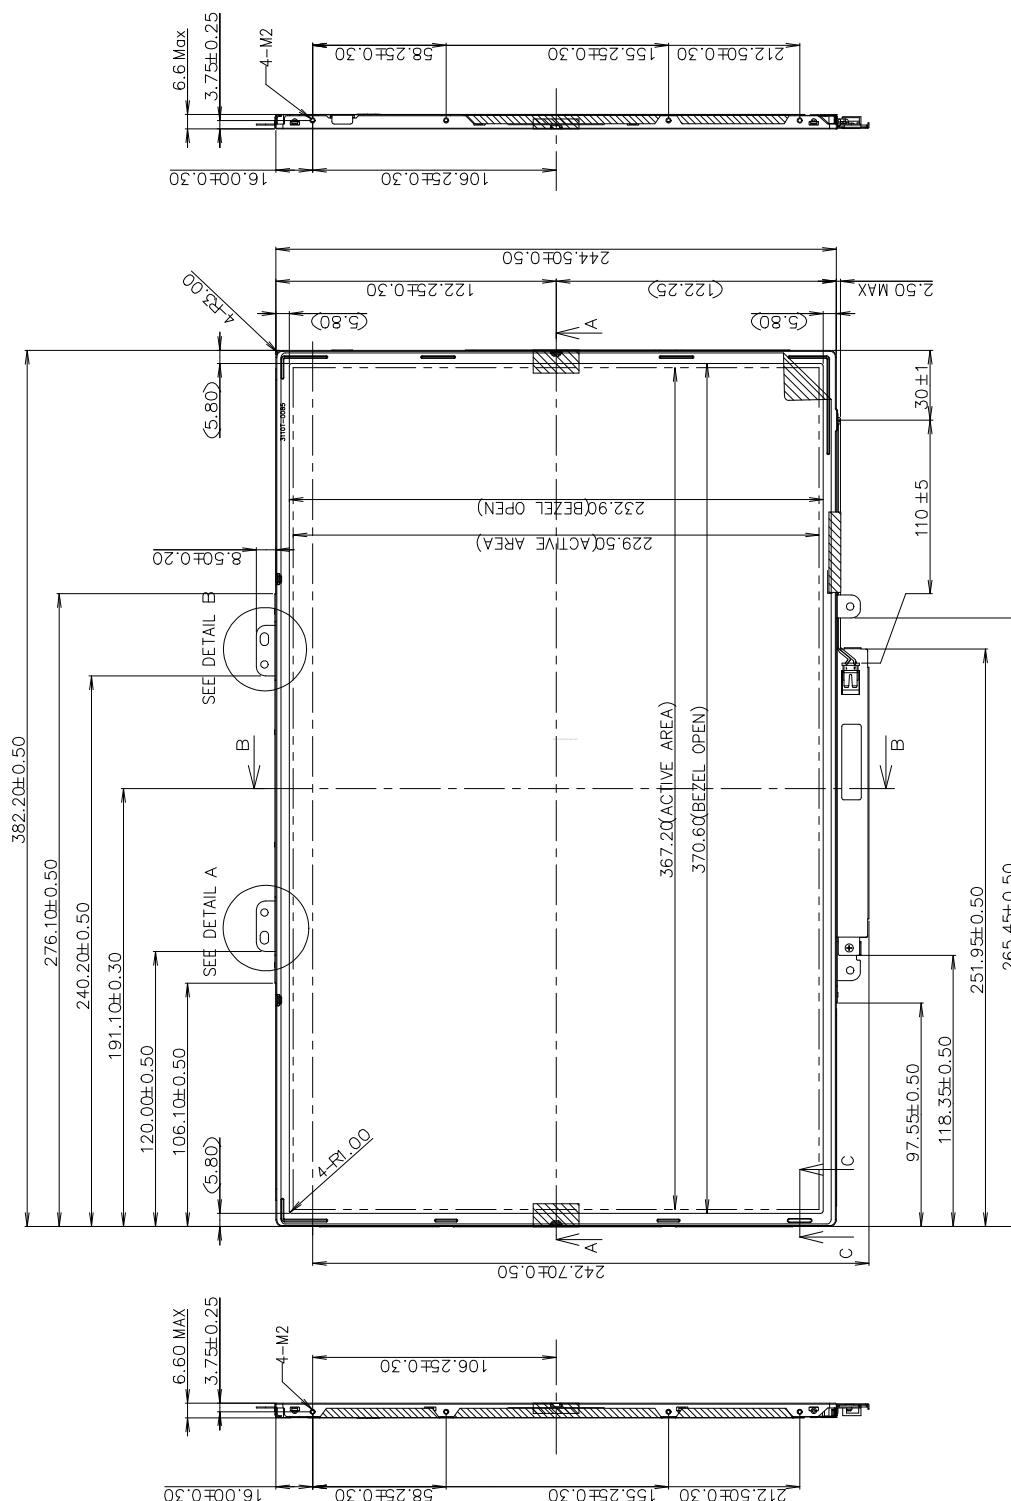 6.6 Max
3.75±0.25
4-M2
58.25±0.30
155.25±0.30
212.50±0.30
16.00±0.30
106.25±0.30
244.50±0.50
122.25±0.30
(122.25)
2.50 MAX
4-R3.00
(5.80)
(5.80)
A
(5.80)
30±1
3110T-0085
110±5
232.90(BEZEL OPEN)
229.50(ACTIVE AREA)
8.50±0.20
SEE DETAIL B
B
B
382.20±0.50
276.10±0.50
240.20±0.50
191.10±0.30
120.00±0.50
106.10±0.50
(5.80)
SEE DETAIL A
367.20(ACTIVE AREA)
370.60(BEZEL OPEN)
265.45±0.50
251.95±0.50
118.35±0.50
97.55±0.50
4-R1.00
C
C
A
242.70±0.50
6.60 MAX
3.75±0.25
4-M2
106.25±0.30
16.00±0.30
58.25±0.30
155.25±0.30
212.50±0.30